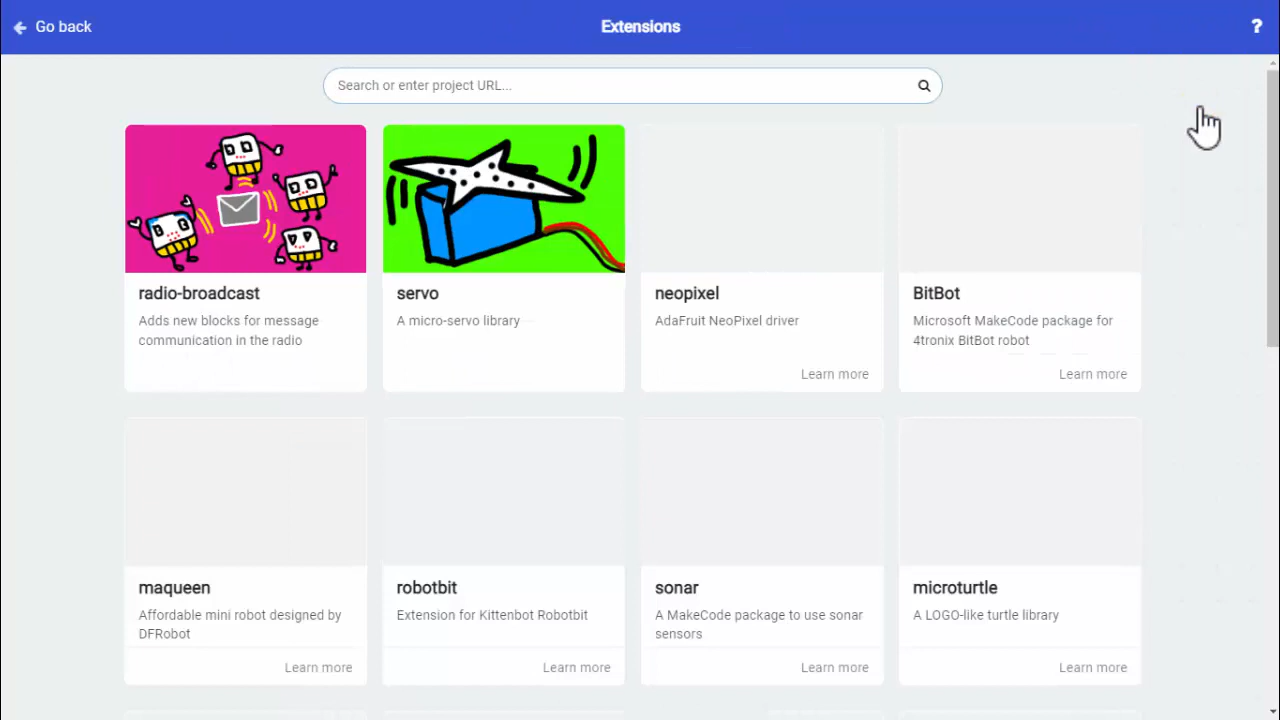 Go back
Extensions
?
Search or enter project URL...
radio-broadcast
Adds new blocks for message
communication in the radio
servo
A micro-servo library
neopixel
AdaFruit NeoPixel driver
Learn more
BitBot
Microsoft MakeCode package for
4tronix BitBot robot
Learn more
maqueen
Affordable mini robot designed by
DFRobot
Learn more
robotbit
Extension for Kittenbot Robotbit
Learn more
sonar
A MakeCode package to use sonar
sensors
Learn more
microturtle
A LOGO-like turtle library
Learn more